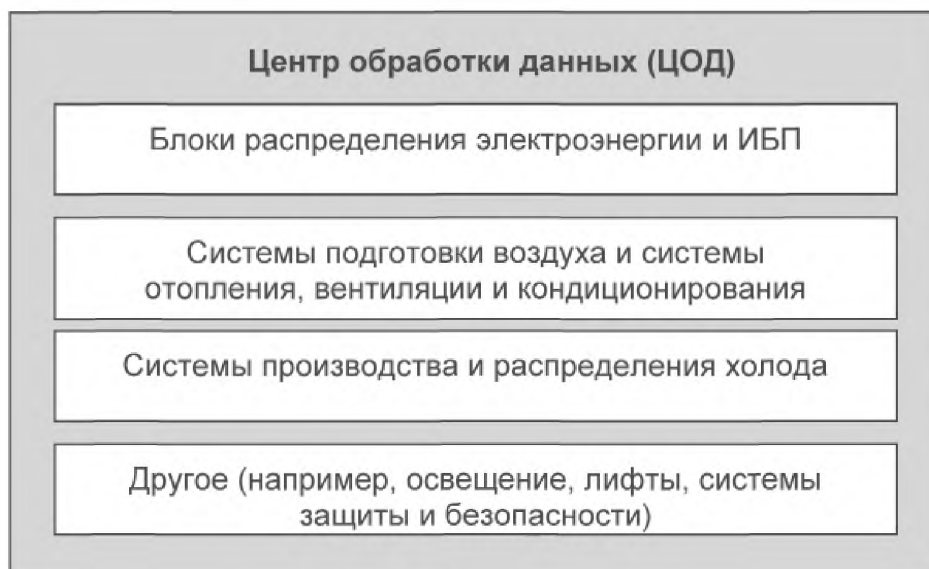 Центр обработки данных (ЦОД)
Блоки распределения электроэнергии и ИБП
Системы подготовки воздуха и системы
отопления, вентиляции и кондиционирования
Системы производства и распределения холода
Другое (например, освещение, лифты, системы
защиты и безопасности)